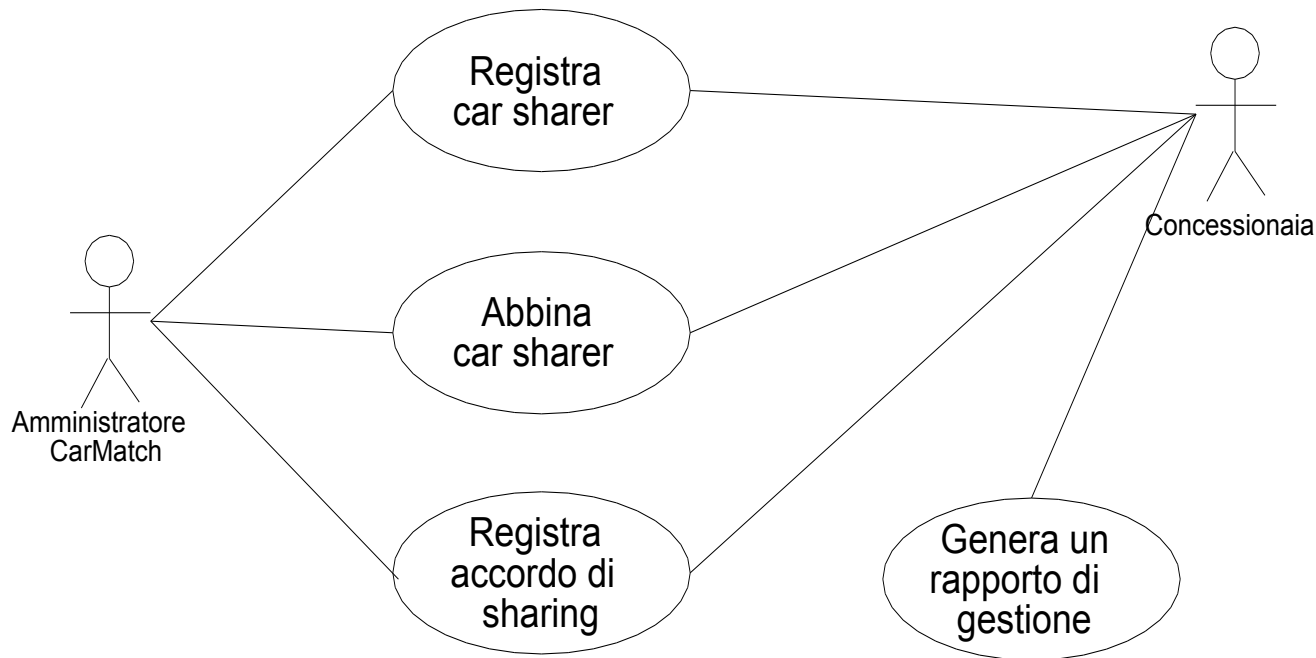 Registra
car sharer
Concessionaia
Abbina
car sharer
Amministratore
CarMatch
Registra
accordo di
sharing
Genera un
rapporto di
gestione